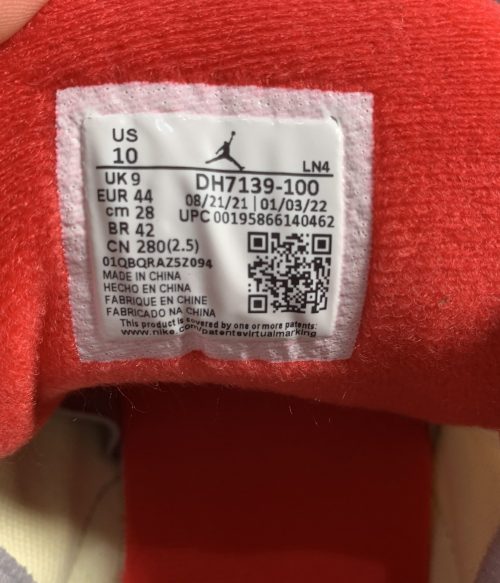 US
10
LN4
UK 9
DH7139-100
EUR 44
08/21/21 | 01/03/22
cm 28
UPC 00195866140462
BR 42
CN 280(2.5)
01QBQRAZ5Z094
MADE IN CHINA
HECHO EN CHINA
FABRIQUE EN CHINE
FABRICADO NA CHINA
This product is covered by one or more patents:
www.nike.com/patentsvirtualmarking